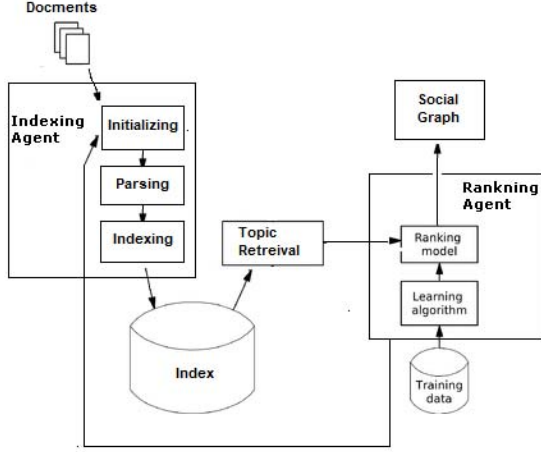 Docments
Indexing
Agent
Initializing
Parsing
Indexing
Topic
Retreival
Index
Social
Graph
Rankning
Agent
Ranking
model
Learning
algorithm
Training
data